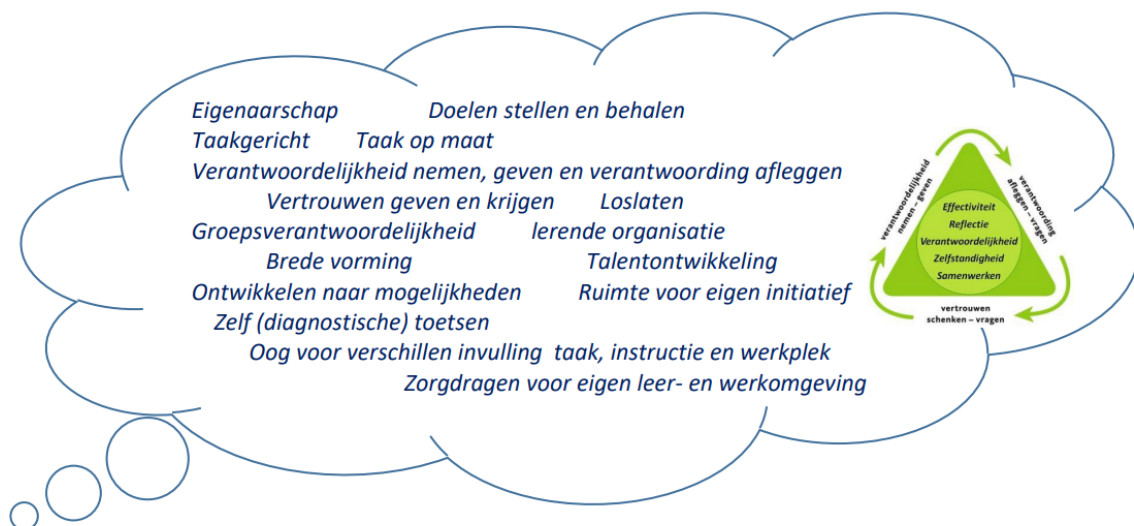 Eigenaarschap Doelen stellen en behalen
Taakgericht Taak op maat
Verantwoordelijkheid nemen, geven en verantwoording afleggen
Vertrouwen geven en krijgen Loslaten
Groepsverantwoordelijkheid lerende organisatie
Brede vorming Talentontwikkeling
Ontwikkelen naar mogelijkheden Ruimte voor eigen initiatief
Zelf (diagnostische) toetsen
Oog voor verschillen invulling taak, instructie en werkplek
Zorgdragen voor eigen leer- en werkomgeving
verantwoordelijkheid
nemen – geven
verantwoording
afleggen – vragen
Effectiviteit
Reflectie
Verantwoordelijkheid
Zelfstandigheid
Samenwerken
vertrouwen
schenken – vragen